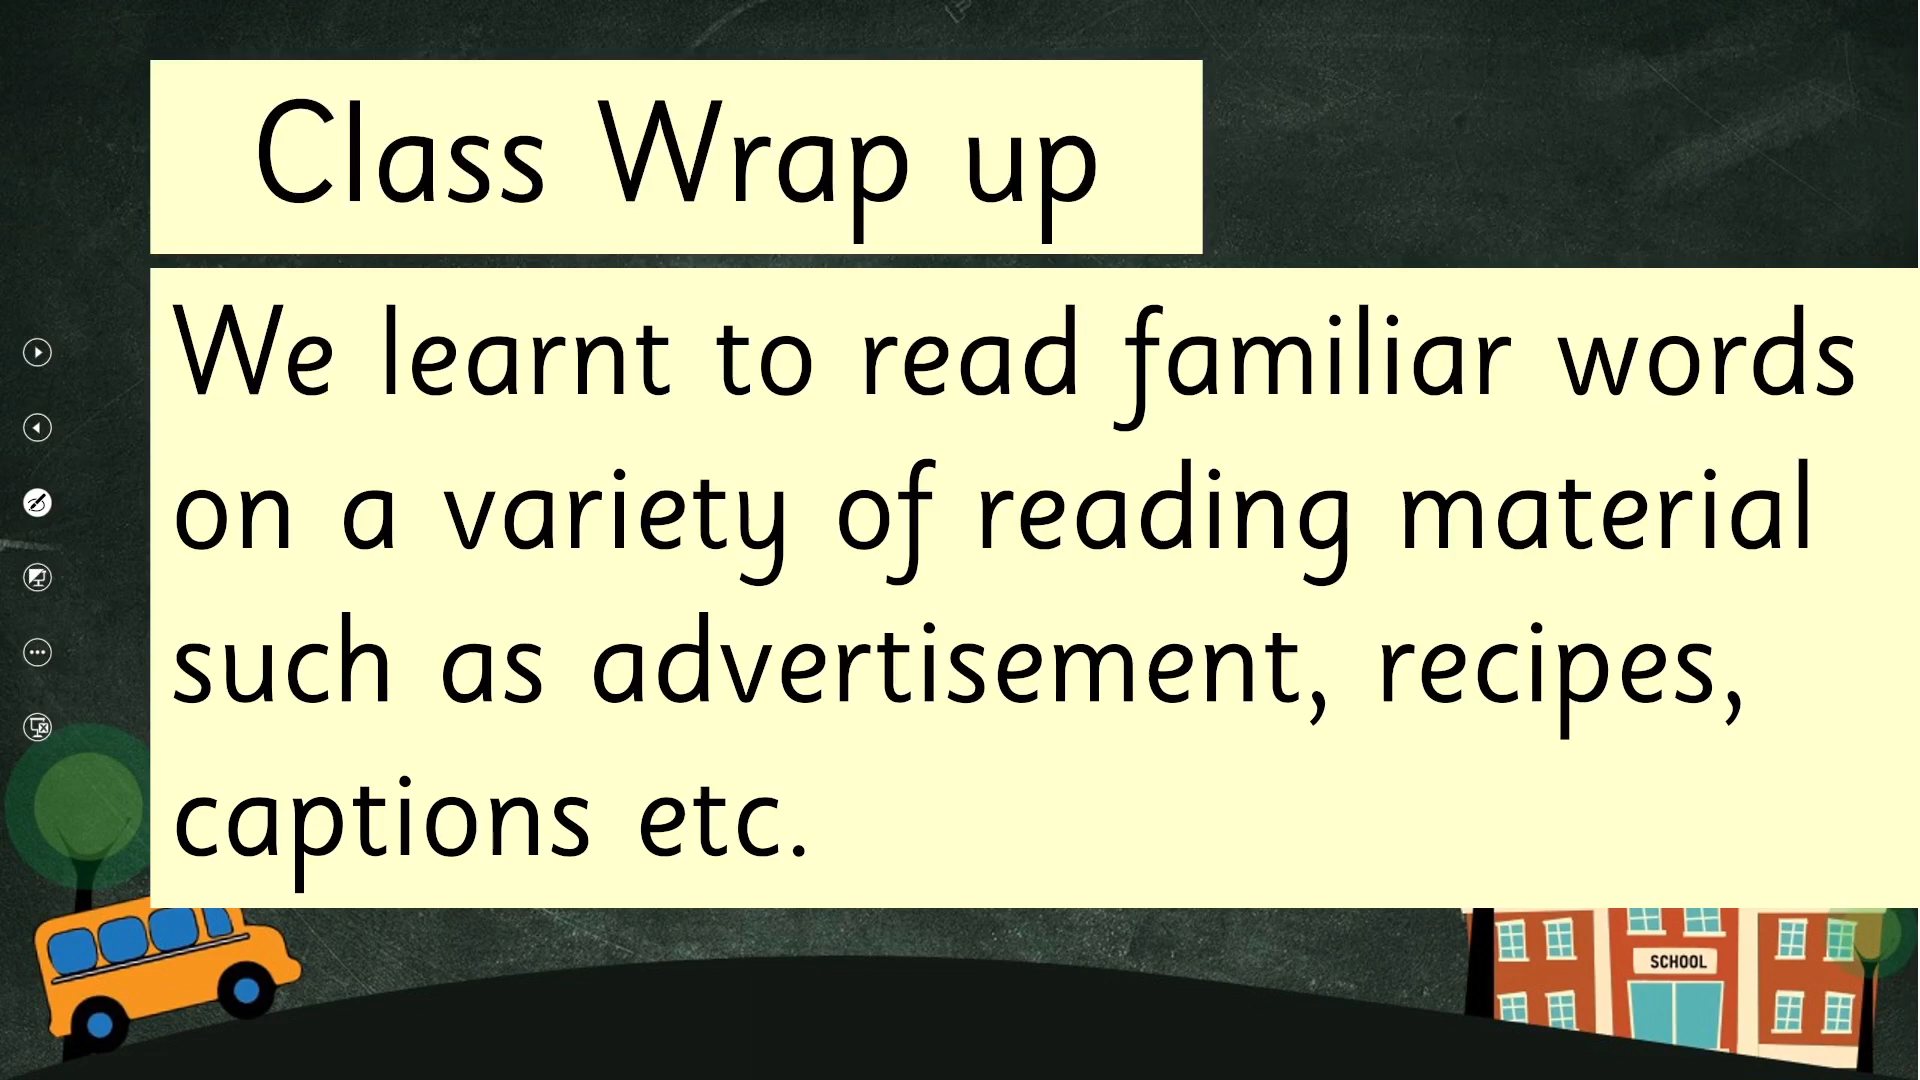 Class Wrap up
We learnt to read familiar words
on a variety of reading material
such as advertisement, recipes,
captions etc.
SCHOOL